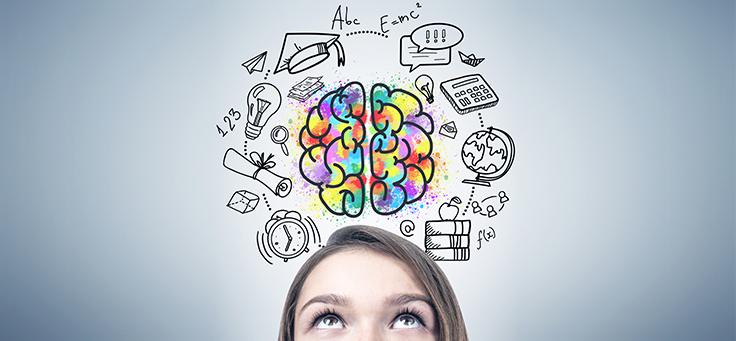 Abc
E=mc²
!!!
123
@
f(x)